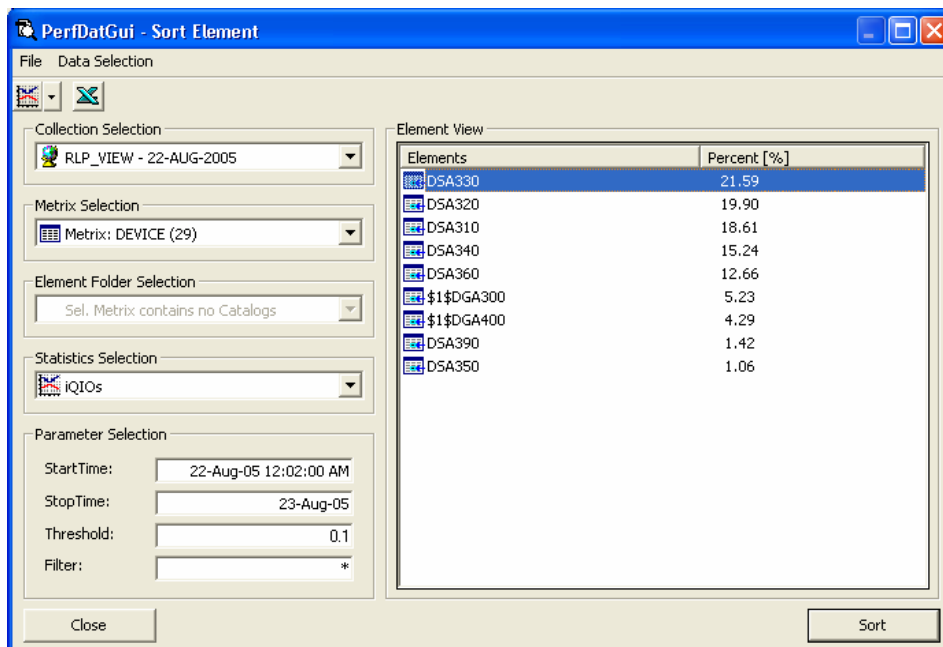 PerfDatGui - Sort Element
File Data Selection
Collection Selection
RLP_VIEW - 22-AUG-2005
Metrix Selection
Metrix: DEVICE (29)
Element Folder Selection
Sel. Metrix contains no Catalogs
Statistics Selection
iQIOs
Parameter Selection
StartTime: 22-Aug-05 12:02:00 AM
StopTime: 23-Aug-05
Threshold: 0.1
Filter: *
Element View
Elements Percent [%]
DSA330 21.59
DSA320 19.90
DSA310 18.61
DSA340 15.24
DSA360 12.66
$1$DGA300 5.23
$1$DGA400 4.29
DSA390 1.42
DSA350 1.06
Close Sort